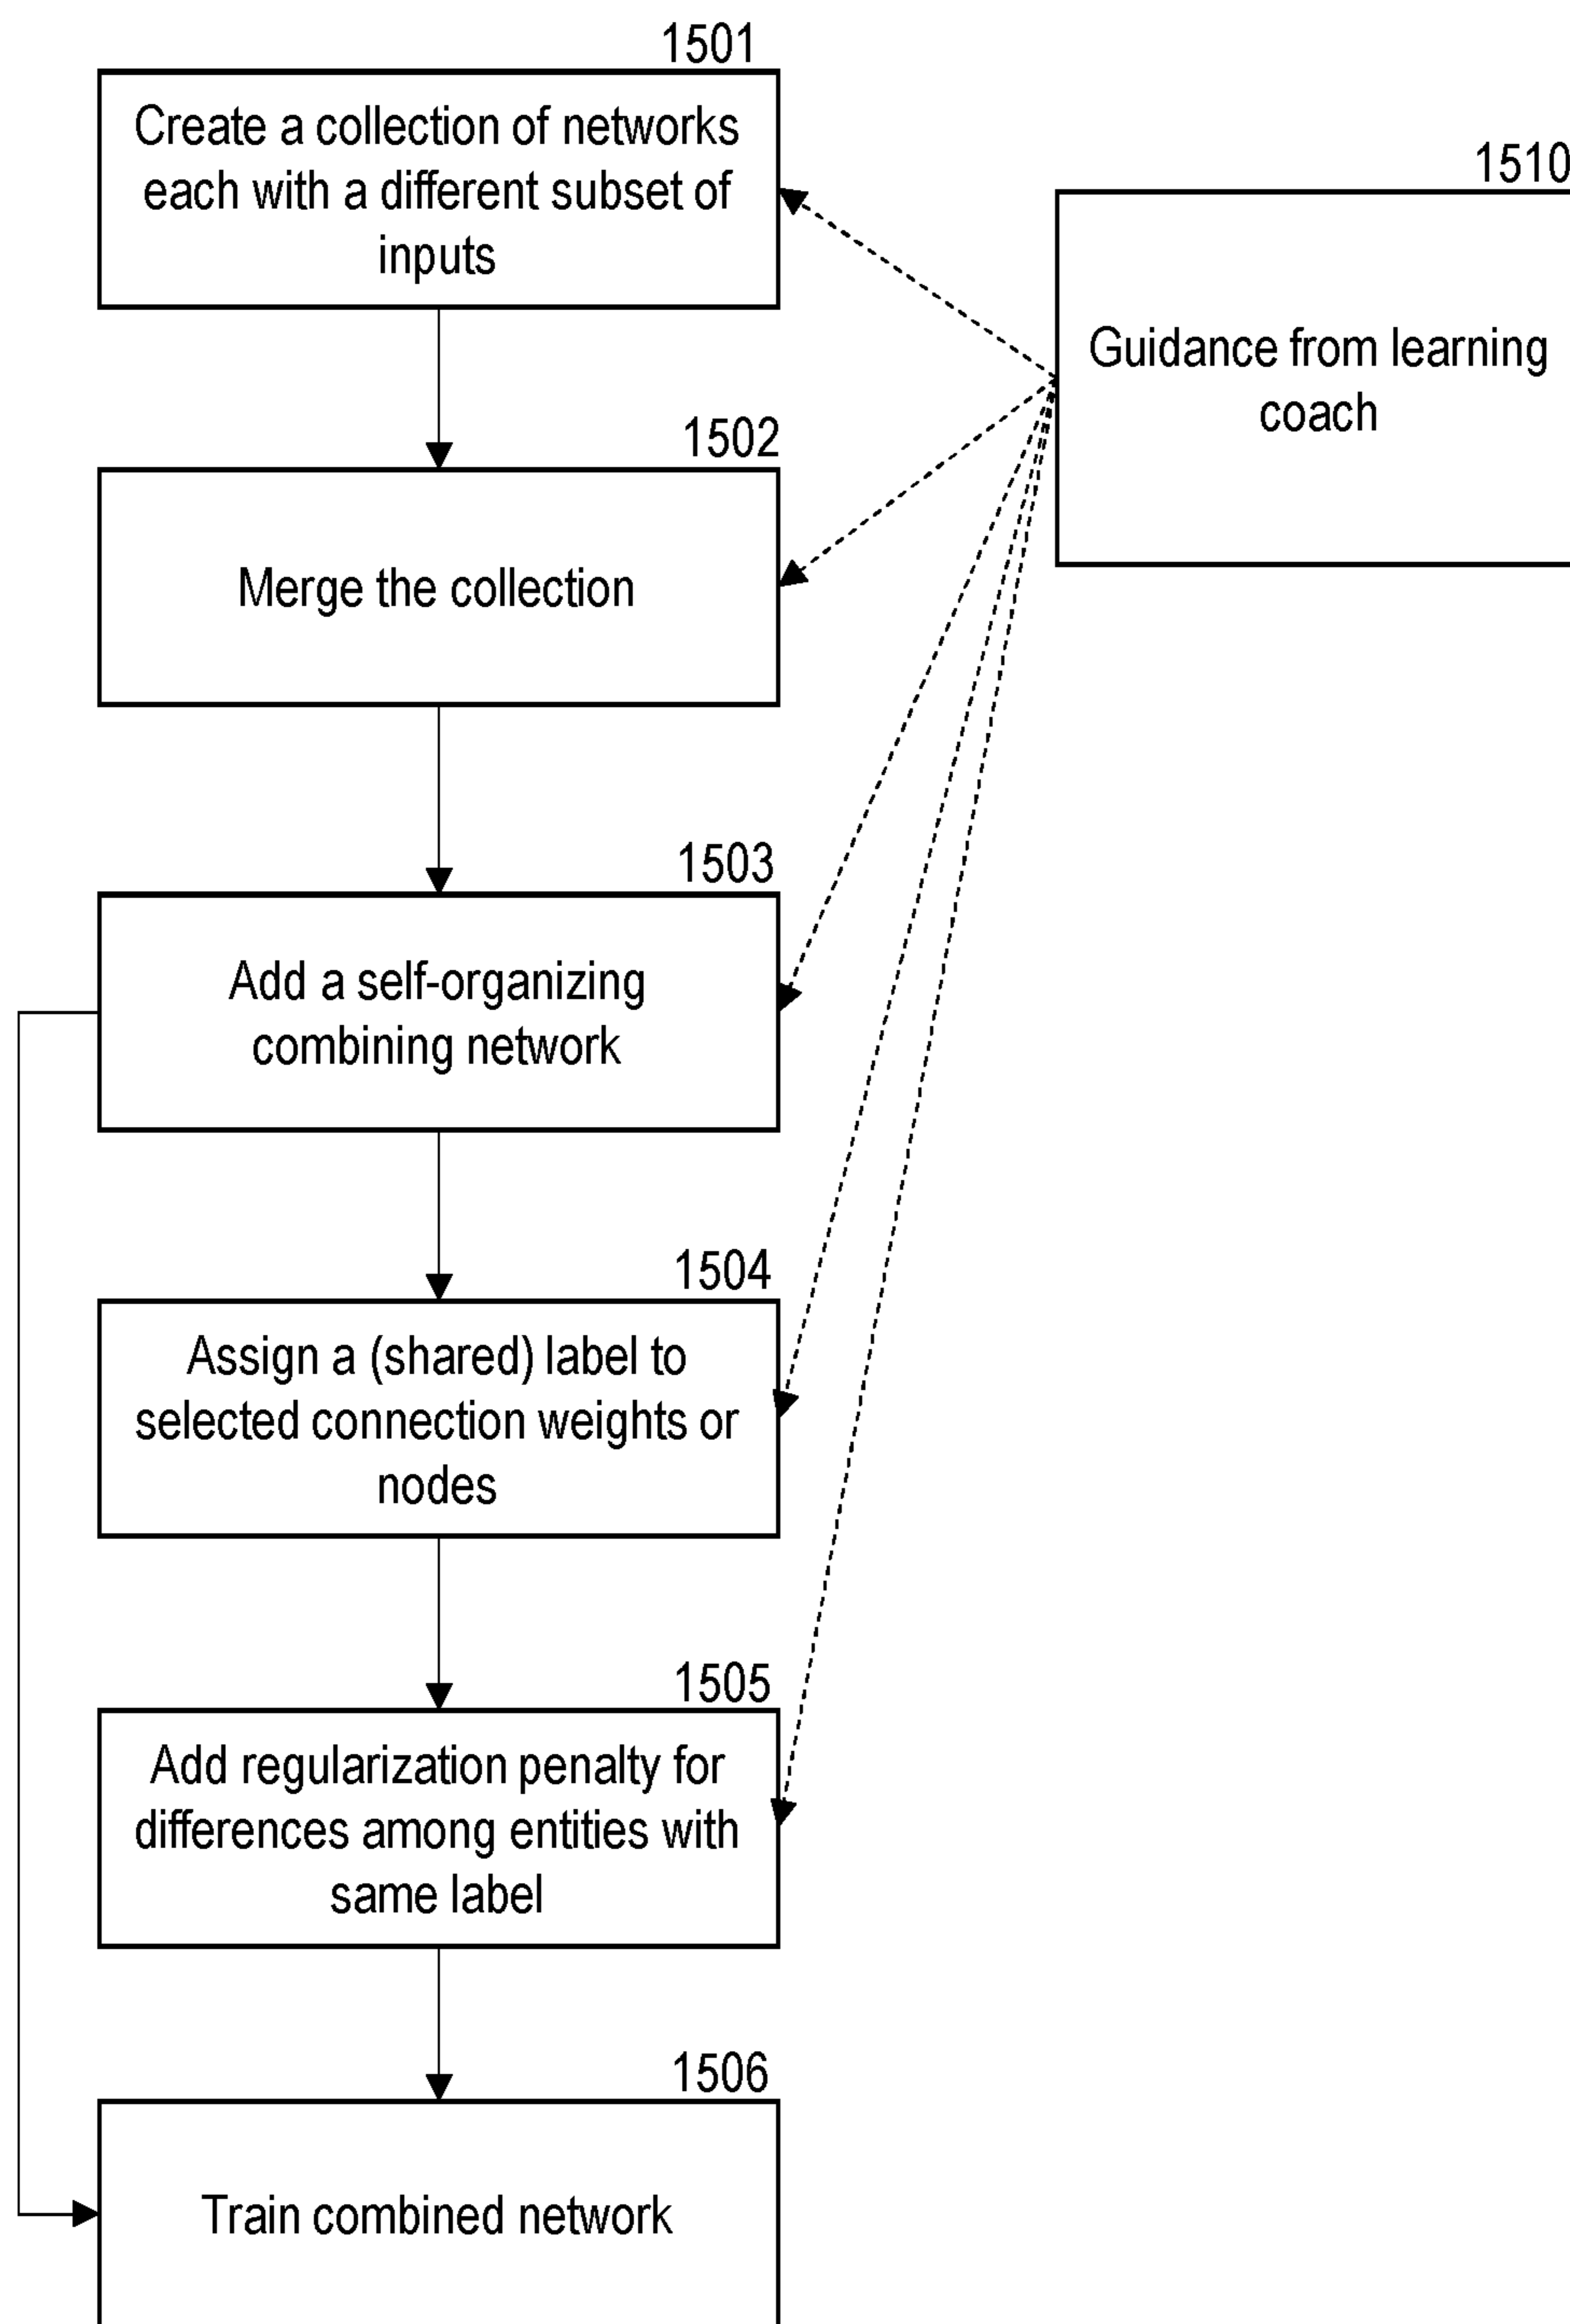 1501
Create a collection of networks
each with a different subset of
inputs
1510
Guidance from learning
coach
1502
Merge the collection
1503
Add a self-organizing
combining network
1504
Assign a (shared) label to
selected connection weights or
nodes
1505
Add regularization penalty for
differences among entities with
same label
1506
Train combined network